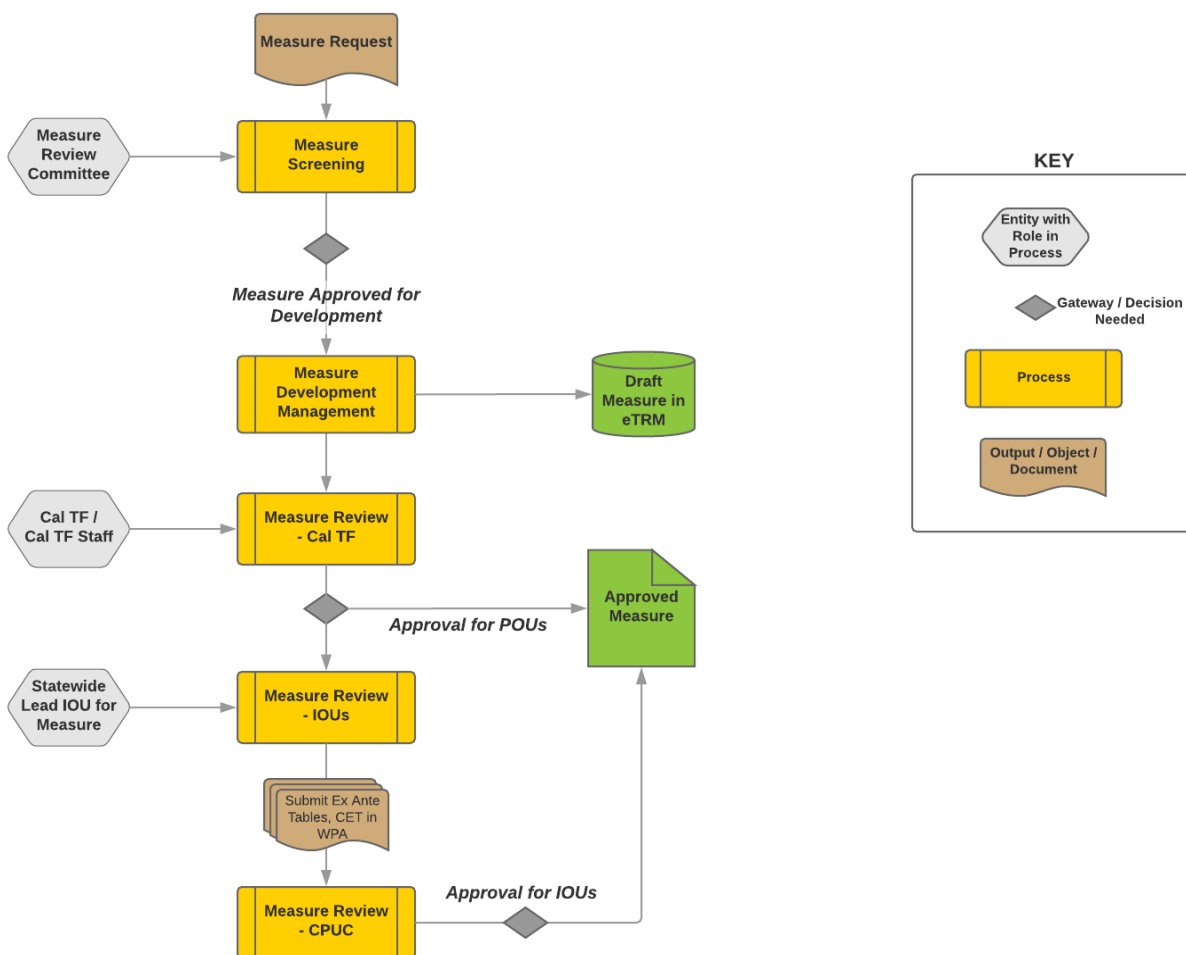 Measure Request
Measure
Review
Committee
Measure
Screening
Measure Approved for
Development
Measure
Development
Management
Draft
Measure in
eTRM
Cal TF /
Cal TF Staff
Measure Review
- Cal TF
Approval for POUs
Approved
Measure
Statewide
Lead IOU for
Measure
Measure Review
- IOUs
Submit Ex Ante
Tables, CET in
WPA
Approval for IOUs
Measure Review
- CPUC
KEY
Entity with
Role in
Process
Gateway / Decision
Needed
Process
Output / Object /
Document